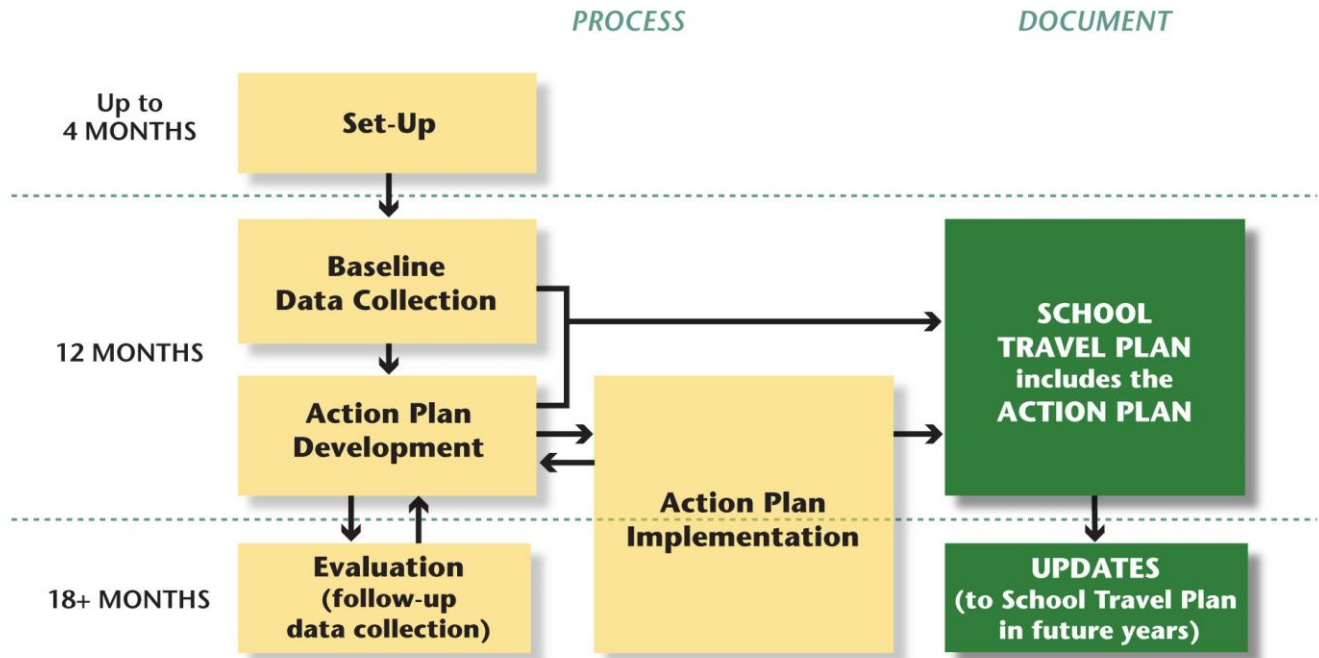 PROCESS
DOCUMENT
Up to
4 MONTHS
Set-Up
12 MONTHS
Baseline
Data Collection
Action Plan
Development
Action Plan
Implementation
SCHOOL
TRAVEL PLAN
includes the
ACTION PLAN
18+ MONTHS
Evaluation
(follow-up
data collection)
UPDATES
(to School Travel Plan
in future years)